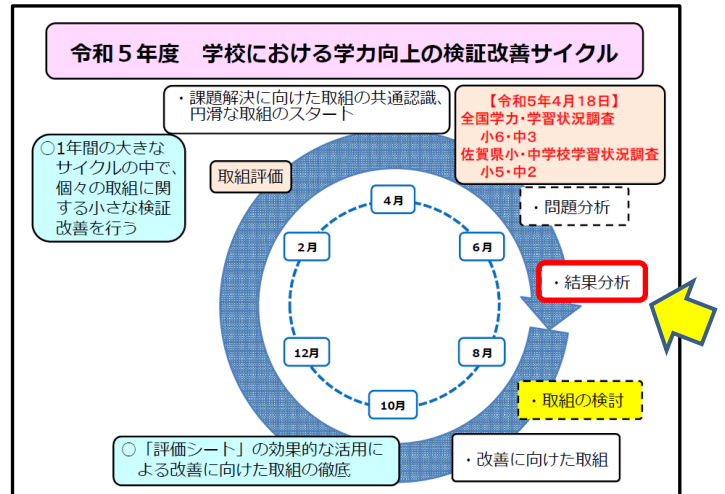 令和５年度　学校における学力向上の検証改善サイクル
・課題解決に向けた取組の共通認識、
円滑な取組のスタート
【令和5年4月18日】
全国学力・学習状況調査
小6・中3
佐賀県小・中学校学習状況調査
小5・中2
○1年間の大きな
サイクルの中で、
個々の取組に関
する小さな検証
改善を行う
取組評価
・問題分析
4月
2月
6月
・結果分析
12月
8月
10月
・取組の検討
○「評価シート」の効果的な活用に
よる改善に向けた取組の徹底
・改善に向けた取組